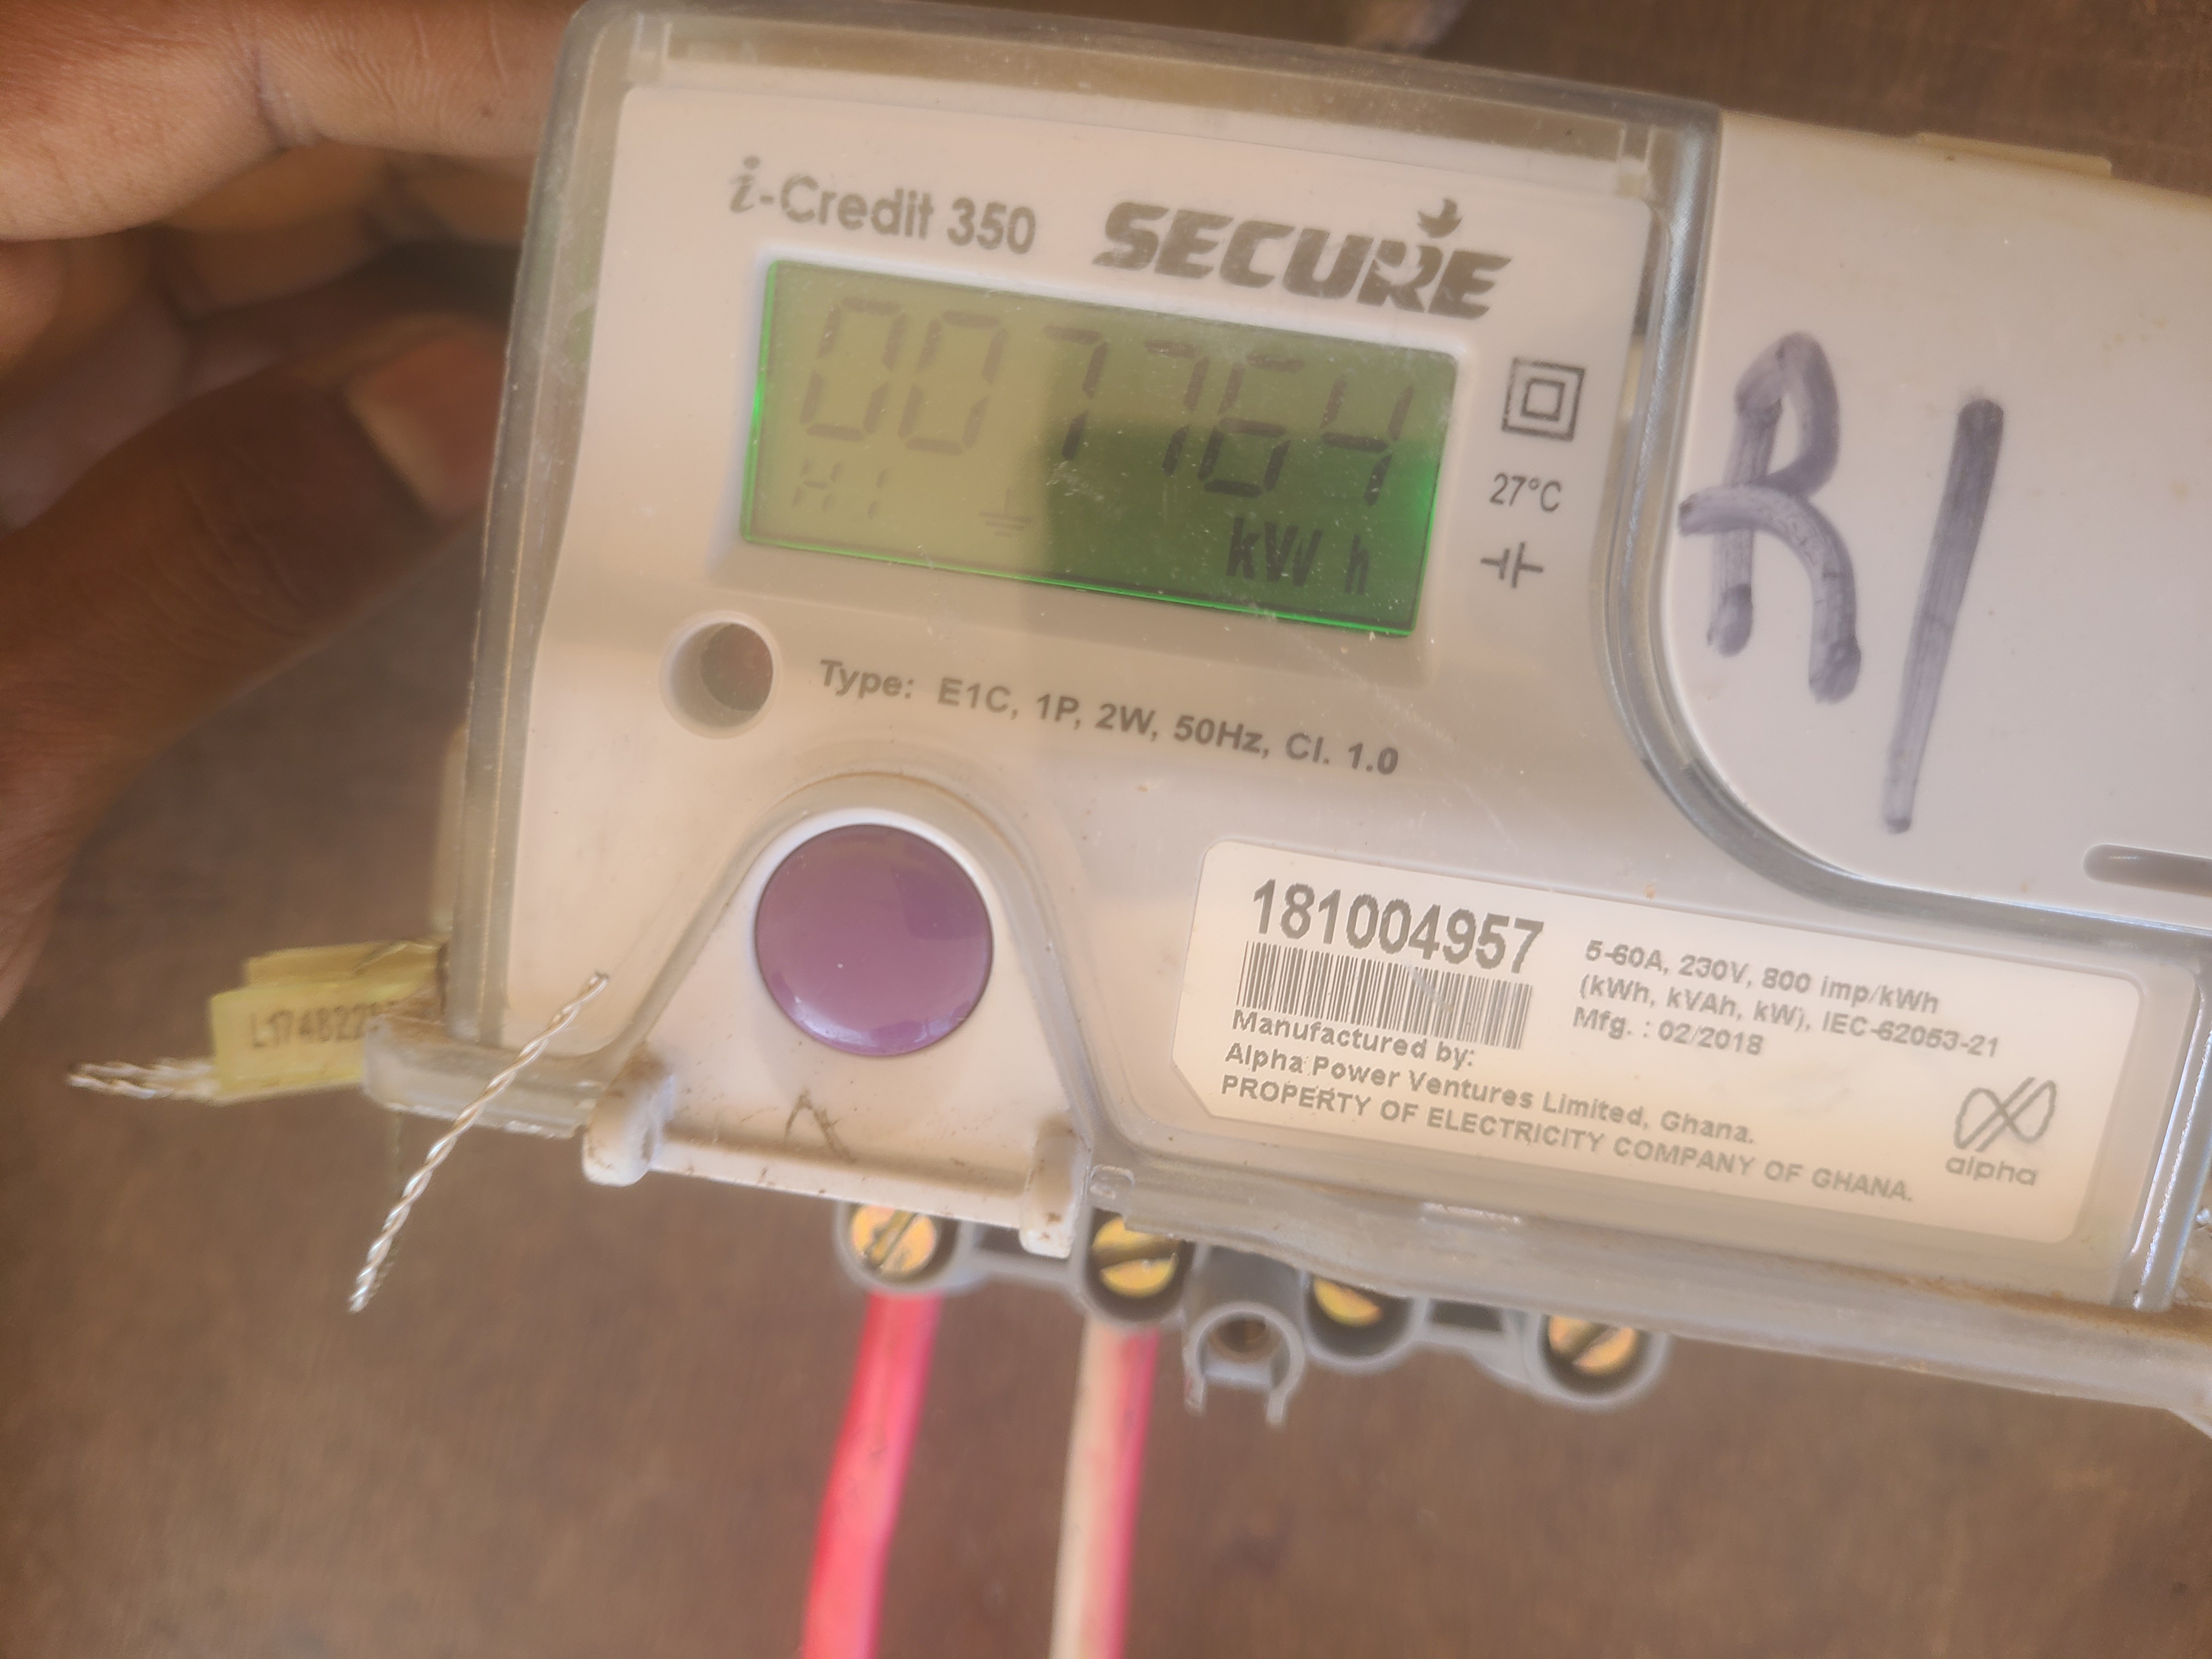 i-Credit 350 SECURE
kWh
27°C
Type: E1C, 1P, 2W, 50Hz, Cl. 1.0
181004957
5-60A, 230V, 800 imp/kWh
(kWh, kVAh, kW), IEC-62053-21
Manufactured by:
Mfg. : 02/2018
Alpha Power Ventures Limited, Ghana.
PROPERTY OF ELECTRICITY COMPANY OF GHANA.
alpha
R1